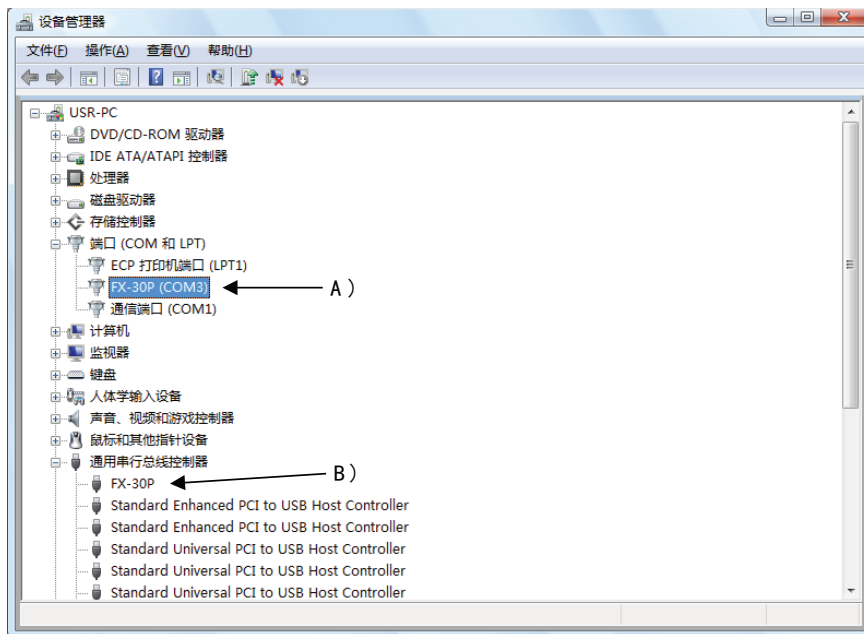 设备管理器
文件(F) 操作(A) 查看(V) 帮助(H)
USR-PC
DVD/CD-ROM 驱动器
IDE ATA/ATAPI 控制器
处理器
磁盘驱动器
存储控制器
端口 (COM 和 LPT)
ECP 打印机端口 (LPT1)
FX-30P (COM3) A)
通信端口 (COM1)
计算机
监视器
键盘
人体学输入设备
声音、视频和游戏控制器
鼠标和其他指针设备
通用串行总线控制器
FX-30P B)
Standard Enhanced PCI to USB Host Controller
Standard Enhanced PCI to USB Host Controller
Standard Universal PCI to USB Host Controller
Standard Universal PCI to USB Host Controller
Standard Universal PCI to USB Host Controller